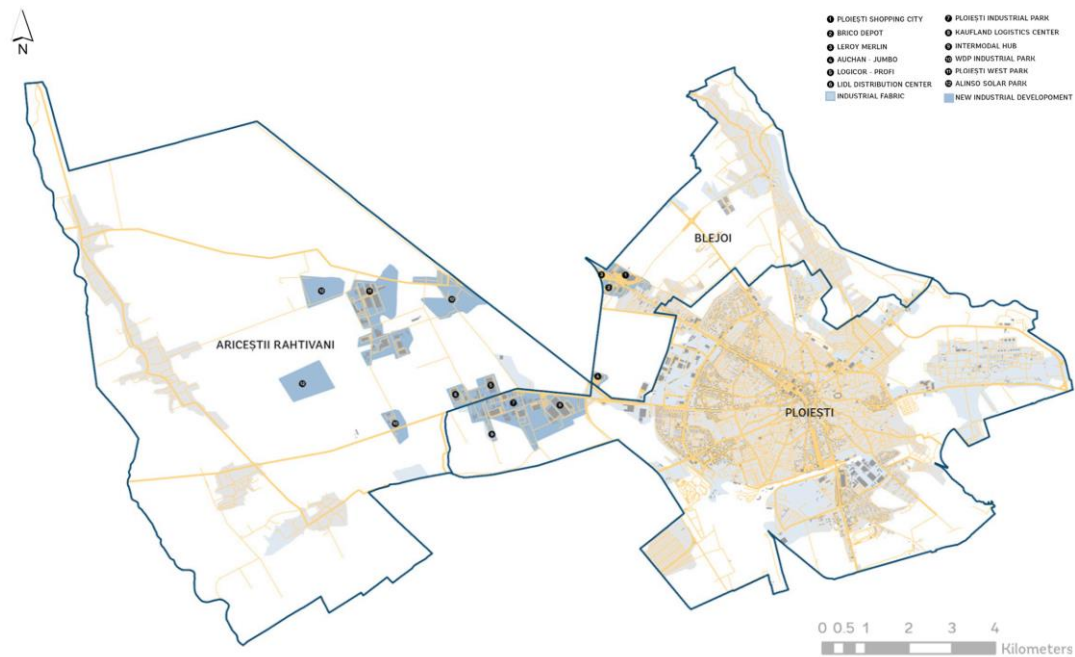 N
1 PLOIEȘTI SHOPPING CITY
2 BRICO DEPOT
3 LEROY MERLIN
4 AUCHAN - JUMBO
5 LOGICOR - PROFI
6 LIDL DISTRIBUTION CENTER
INDUSTRIAL FABRIC
7 PLOIEȘTI INDUSTRIAL PARK
8 KAUFLAND LOGISTICS CENTER
9 INTERMODAL HUB
10 WDP INDUSTRIAL PARK
11 PLOIEȘTI WEST PARK
12 ALINSO SOLAR PARK
NEW INDUSTRIAL DEVELOPOMENT
BLEJOI
ARICEȘTII RAHTIVANI
PLOIEȘTI
0 0.5 1 2 3 4
Kilometers